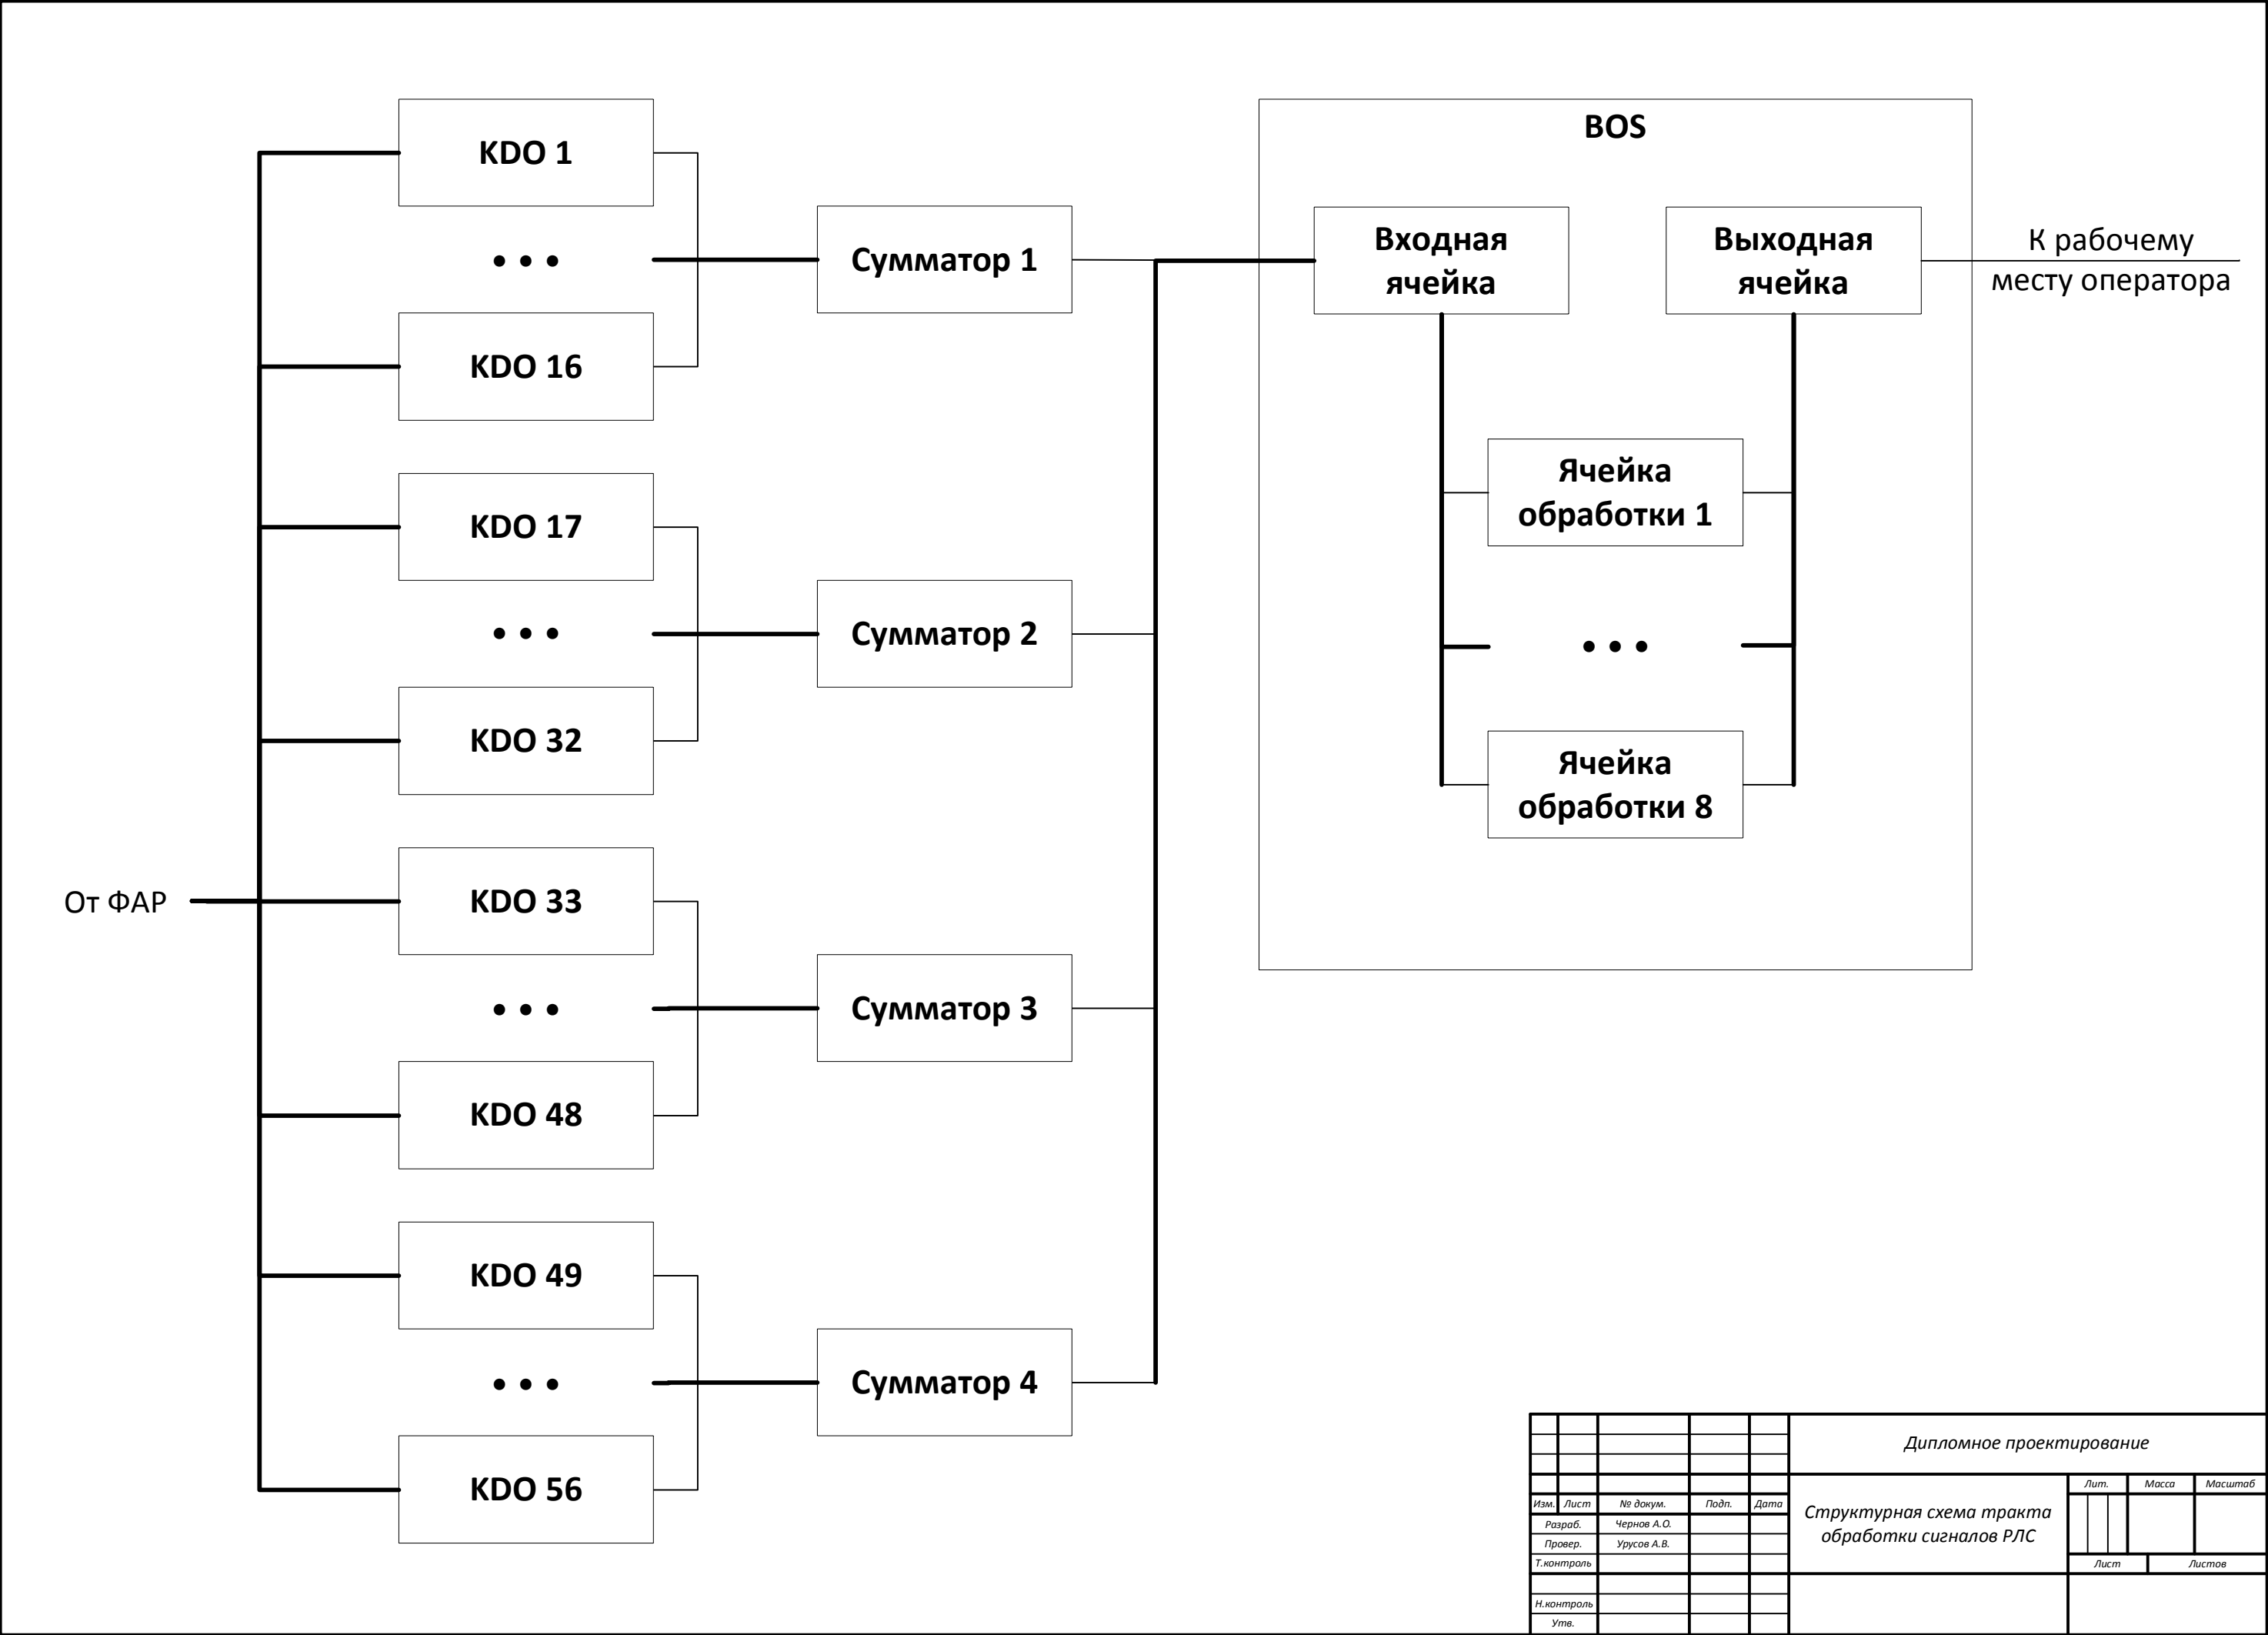 От ФАР
KDO 1
• • •
KDO 16
KDO 17
• • •
KDO 32
KDO 33
• • •
KDO 48
KDO 49
• • •
KDO 56
Сумматор 1
Сумматор 2
Сумматор 3
Сумматор 4
BOS
Входная
ячейка
Выходная
ячейка
Ячейка
обработки 1
• • •
Ячейка
обработки 8
К рабочему
месту оператора
Дипломное проектирование
Структурная схема тракта
обработки сигналов РЛС
Лит. Масса Масштаб
Лист Листов
Изм. Лист № докум. Подп. Дата
Разраб. Чернов А.О.
Провер. Урусов А.В.
Т.контроль
Н.контроль
Утв.